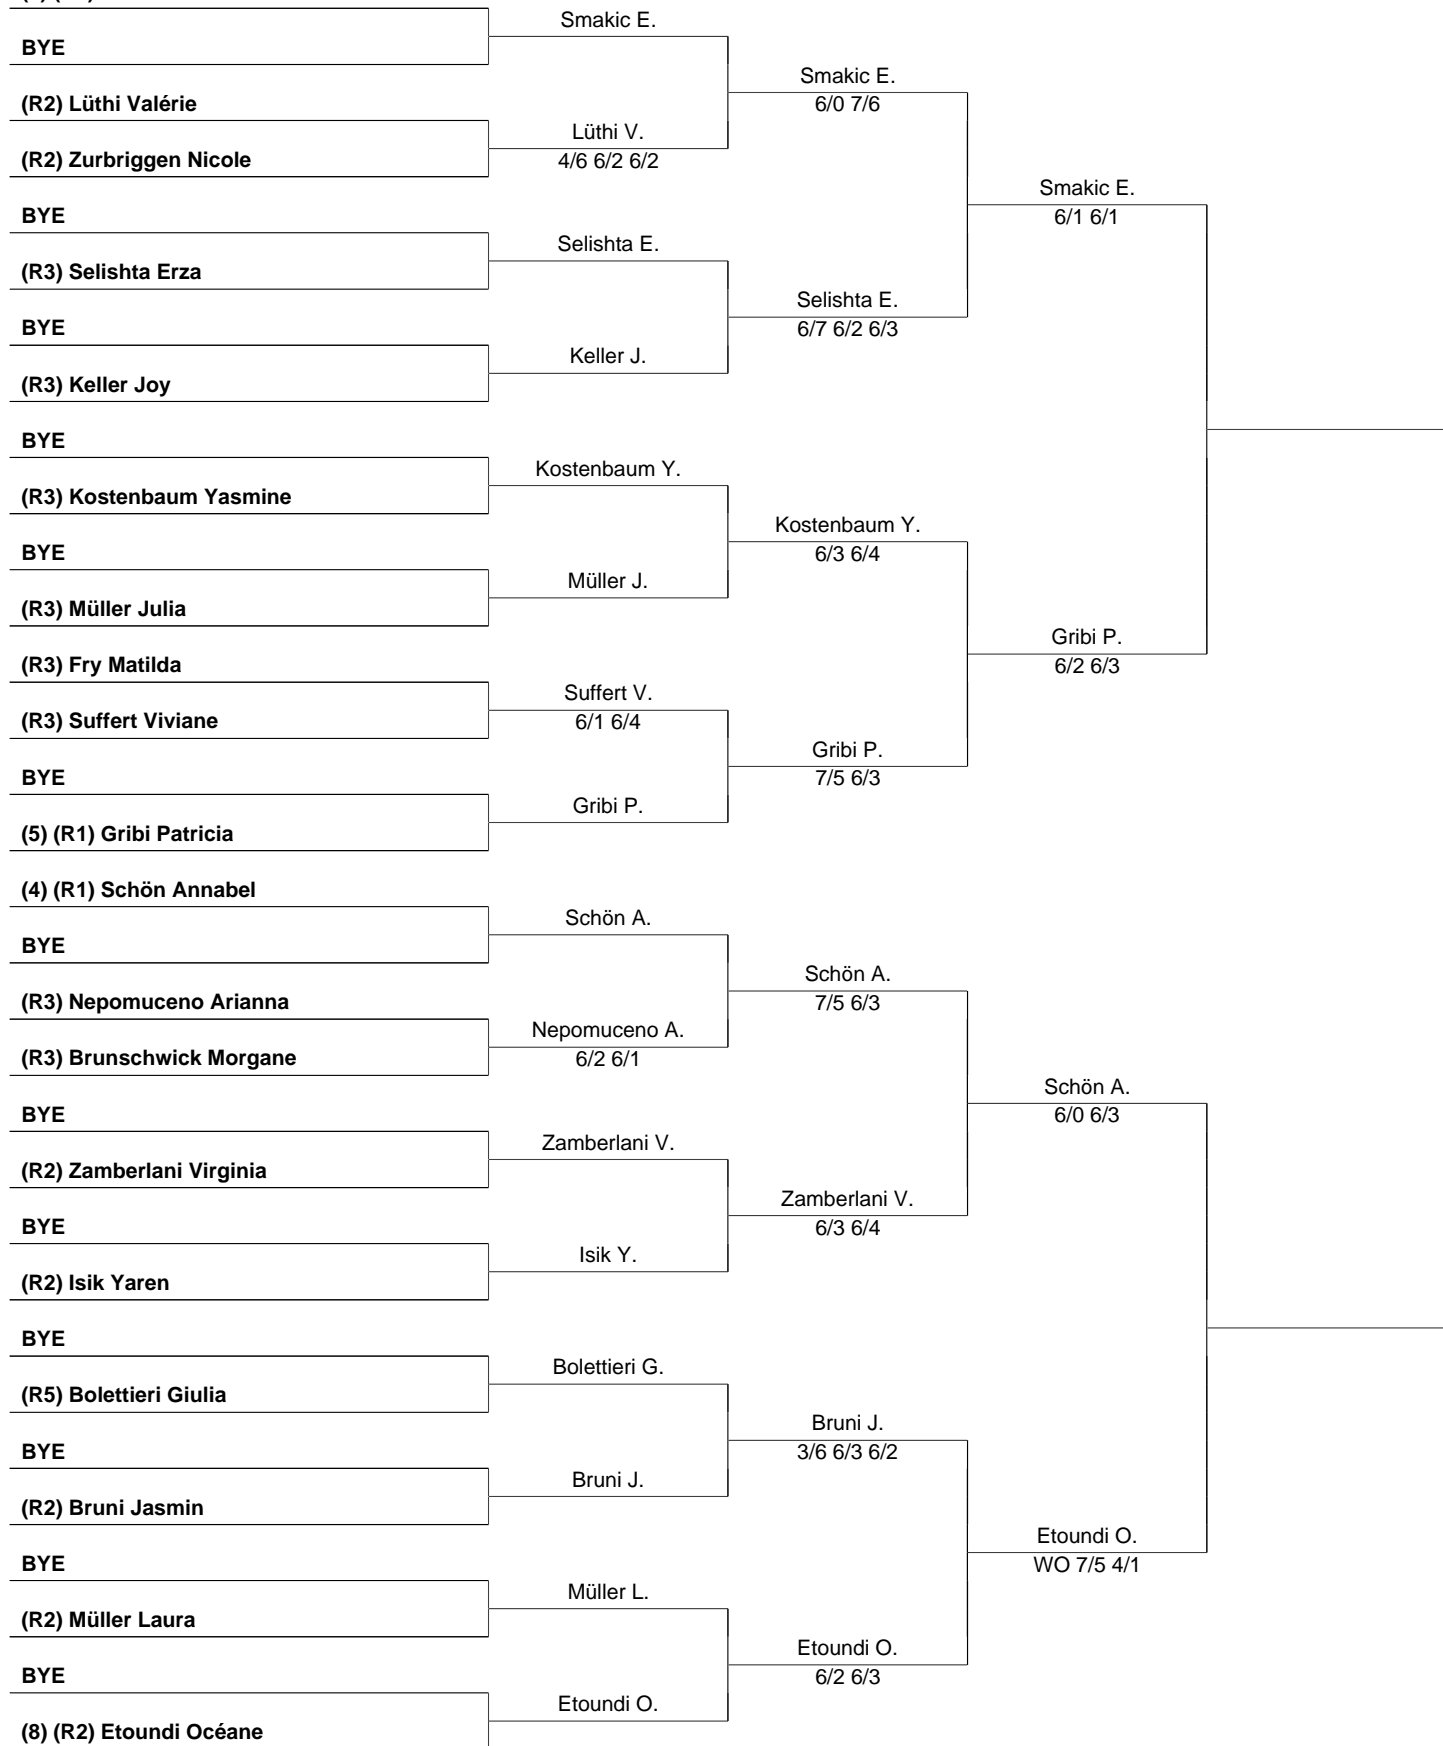 BYE
(R2) Lüthi Valérie
(R2) Zurbriggen Nicole
BYE
(R3) Selishta Erza
BYE
(R3) Keller Joy
BYE
(R3) Kostenbaum Yasmine
BYE
(R3) Müller Julia
(R3) Fry Matilda
(R3) Suffert Viviane
BYE
(5) (R1) Gribi Patricia
(4) (R1) Schön Annabel
BYE
(R3) Nepomuceno Arianna
(R3) Brunschwick Morgane
BYE
(R2) Zamberlani Virginia
BYE
(R2) Isik Yaren
BYE
(R5) Bolettieri Giulia
BYE
(R2) Bruni Jasmin
BYE
(R2) Müller Laura
BYE
(8) (R2) Etoundi Océane
Smakic E.
Lüthi V.
4/6 6/2 6/2
Selishta E.
Keller J.
Kostenbaum Y.
Müller J.
Suffert V.
6/1 6/4
Gribi P.
Schön A.
Nepomuceno A.
6/2 6/1
Zamberlani V.
Isik Y.
Bolettieri G.
Bruni J.
Müller L.
Etoundi O.
Smakic E.
6/0 7/6
Selishta E.
6/7 6/2 6/3
Kostenbaum Y.
6/3 6/4
Gribi P.
7/5 6/3
Schön A.
7/5 6/3
Zamberlani V.
6/3 6/4
Bruni J.
3/6 6/3 6/2
Etoundi O.
6/2 6/3
Smakic E.
6/1 6/1
Gribi P.
6/2 6/3
Schön A.
6/0 6/3
Etoundi O.
WO 7/5 4/1